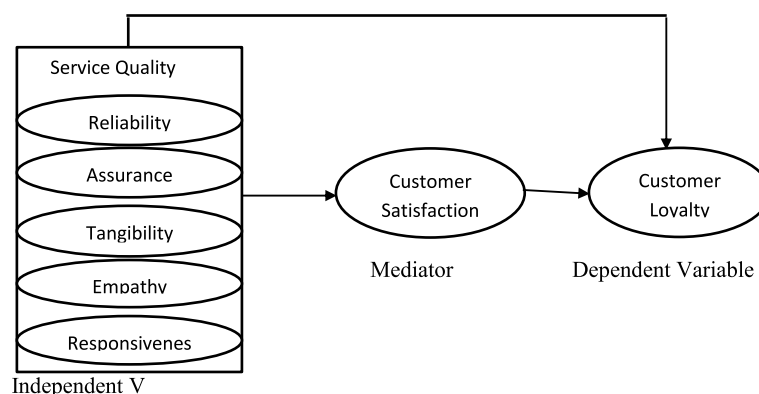 Service Quality
Reliability
Assurance
Tangibility
Empathy
Responsivenes
Independent V
Customer
Satisfaction
Mediator
Customer
Loyalty
Dependent Variable